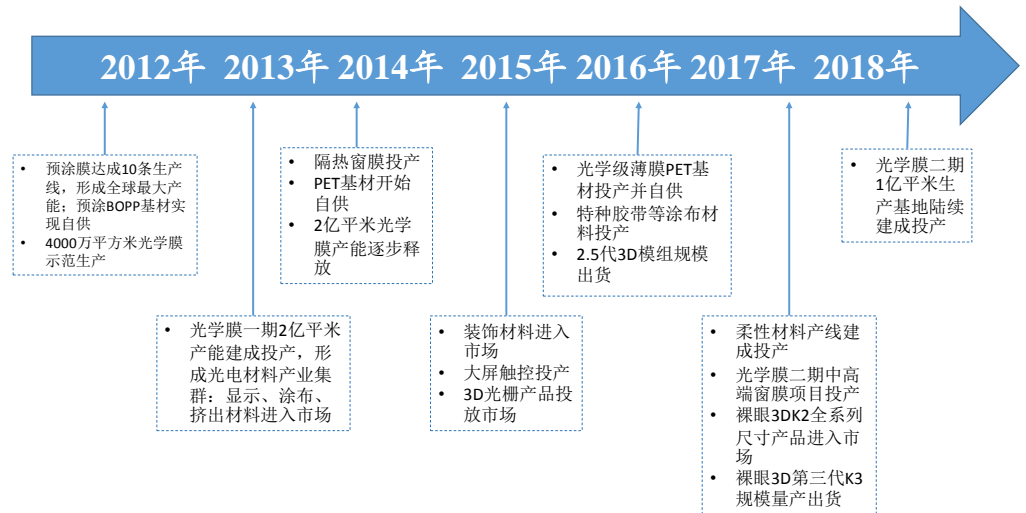 2012年 2013年 2014年 2015年 2016年 2017年 2018年
• 预涂膜达成10条生产
线，形成全球最大产
能；预涂BOPP基材实
现自供
• 4000万平方米光学膜
示范生产
• 隔热窗膜投产
• PET基材开始
自供
• 2亿平米光学
膜产能逐步释
放
• 光学级薄膜PET基
材投产并自供
• 特种胶带等涂布材
料投产
• 2.5代3D模组规模
出货
• 光学膜二期
1亿平米生
产基地陆续
建成投产
• 光学膜一期2亿平米
产能建成投产，形
成光电材料产业集
群：显示、涂布、
挤出材料进入市场
• 装饰材料进入
市场
• 大屏触控投产
• 3D光栅产品投
放市场
• 柔性材料产线建
成投产
• 光学膜二期中高
端窗膜项目投产
• 裸眼3DK2全系列
尺寸产品进入市
场
• 裸眼3D第三代K3
规模量产出货